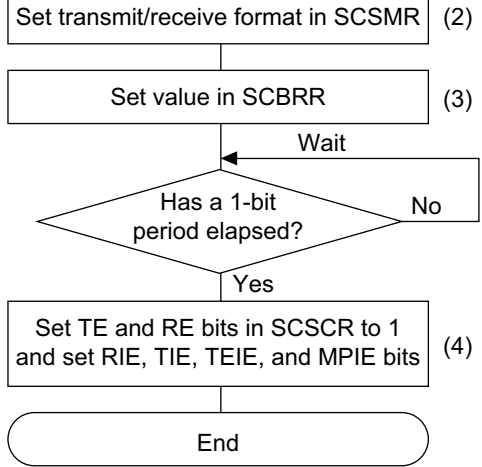 Set transmit/receive format in SCSMR
(2)
Set value in SCBRR
(3)
Wait
Has a 1-bit
period elapsed?
No
Yes
Set TE and RE bits in SCSCR to 1
and set RIE, TIE, TEIE, and MPIE bits
(4)
End